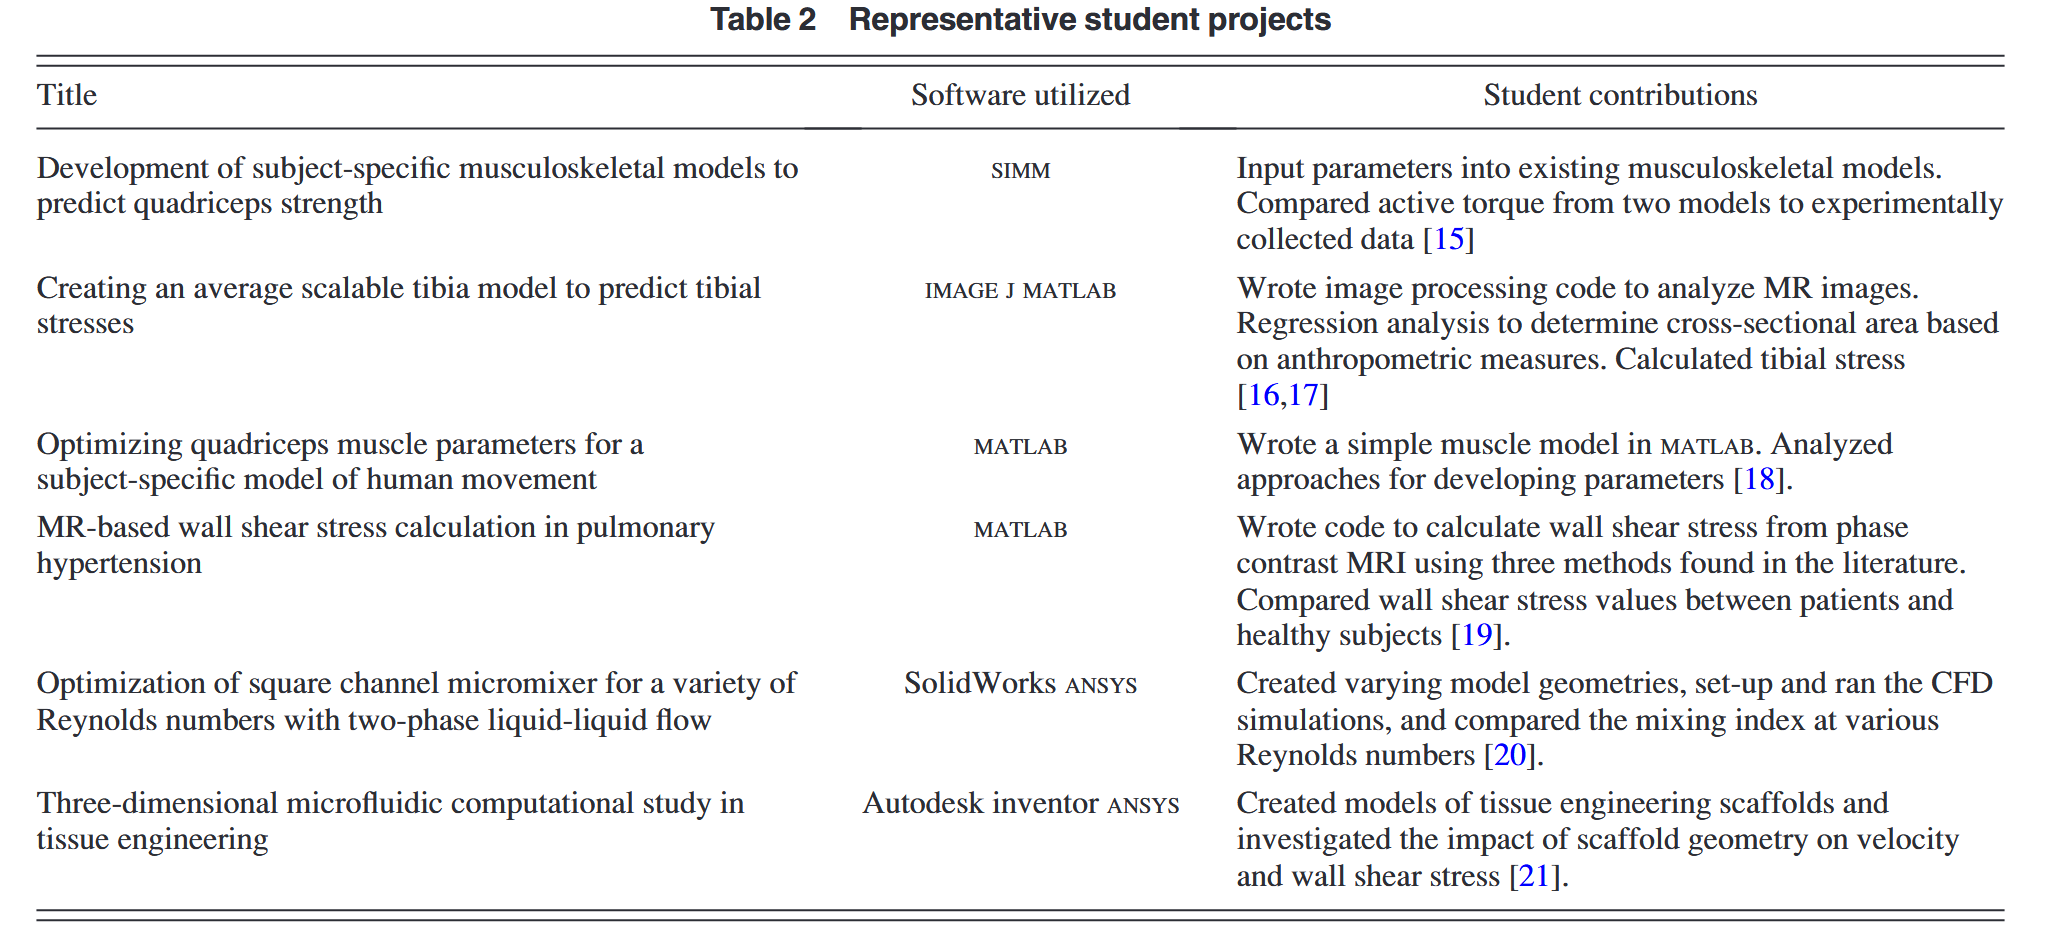 Table 2 Representative student projects
Title Software utilized Student contributions
Development of subject-specific musculoskeletal models to SIMM Input parameters into existing musculoskeletal models.
predict quadriceps strength Compared active torque from two models to experimentally
collected data [15]
Creating an average scalable tibia model to predict tibial IMAGE J MATLAB Wrote image processing code to analyze MR images.
stresses Regression analysis to determine cross-sectional area based
on anthropometric measures. Calculated tibial stress
[16,17]
Optimizing quadriceps muscle parameters for a MATLAB Wrote a simple muscle model in MATLAB. Analyzed
subject-specific model of human movement approaches for developing parameters [18].
MR-based wall shear stress calculation in pulmonary MATLAB Wrote code to calculate wall shear stress from phase
hypertension contrast MRI using three methods found in the literature.
Compared wall shear stress values between patients and
healthy subjects [19].
Optimization of square channel micromixer for a variety of SolidWorks ANSYS Created varying model geometries, set-up and ran the CFD
Reynolds numbers with two-phase liquid-liquid flow simulations, and compared the mixing index at various
Reynolds numbers [20].
Three-dimensional microfluidic computational study in Autodesk inventor ANSYS Created models of tissue engineering scaffolds and
tissue engineering investigated the impact of scaffold geometry on velocity
and wall shear stress [21].